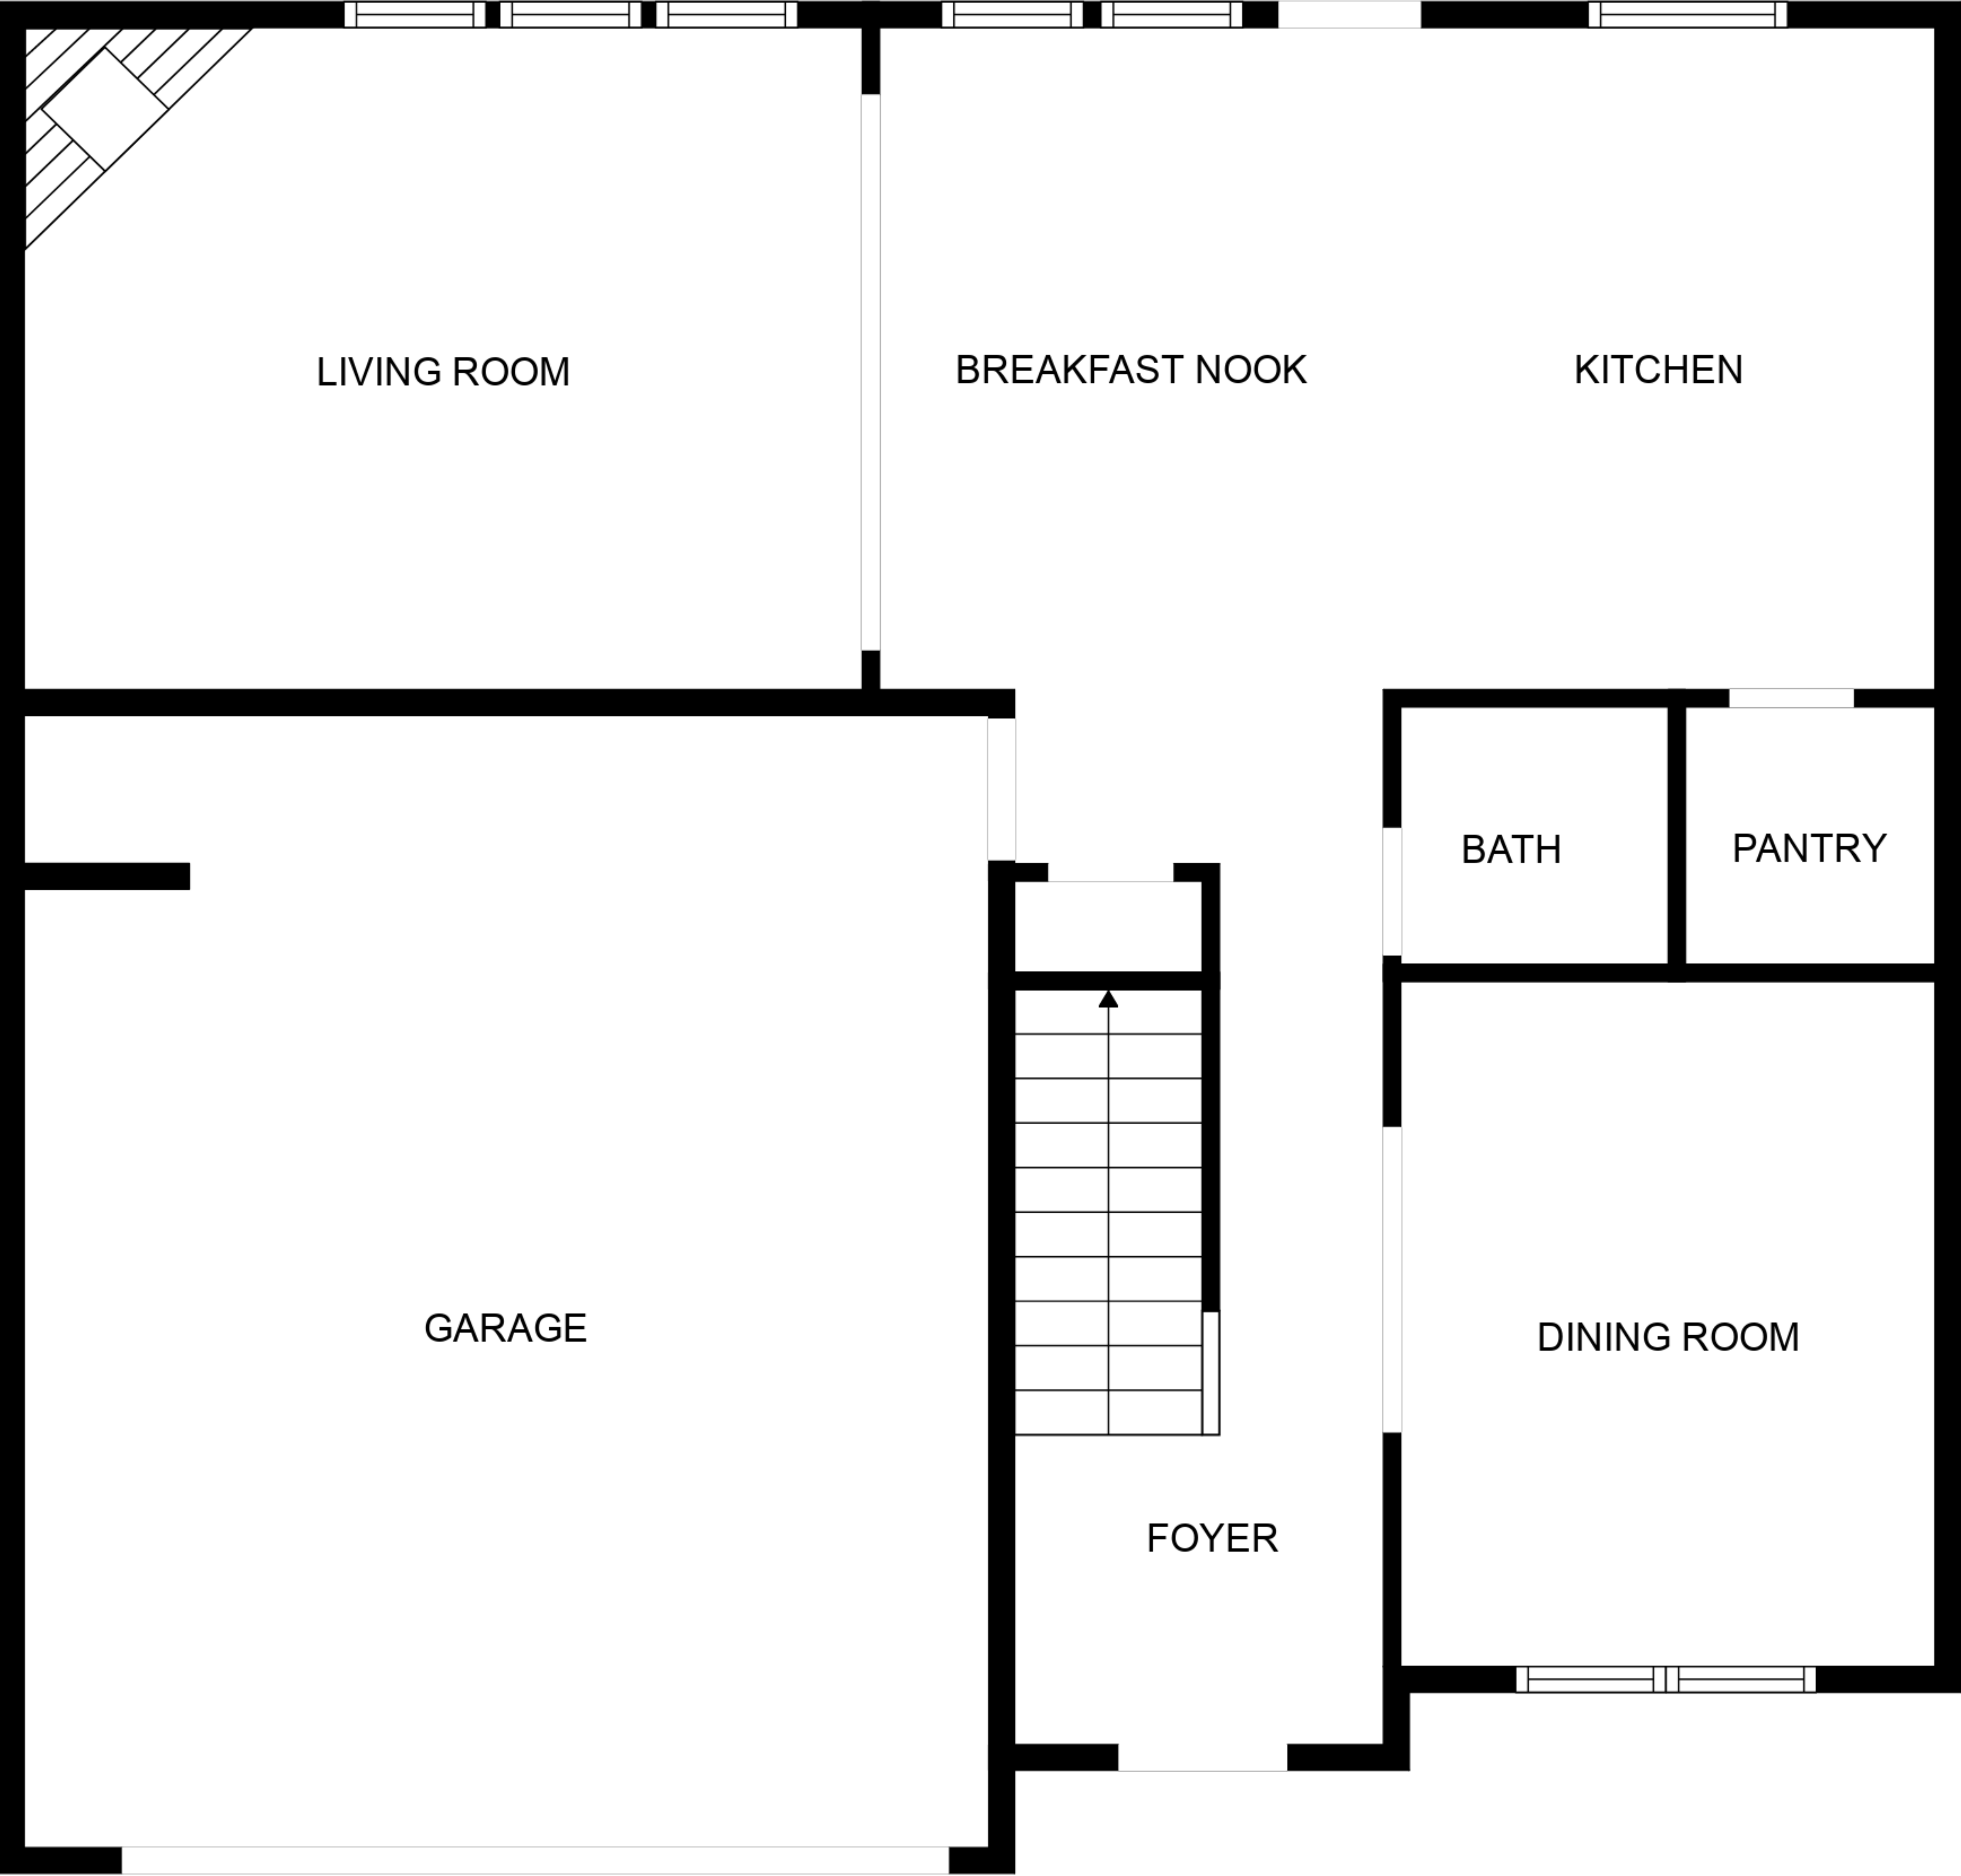 LIVING ROOM
BREAKFAST NOOK
KITCHEN
BATH
PANTRY
GARAGE
DINING ROOM
FOYER